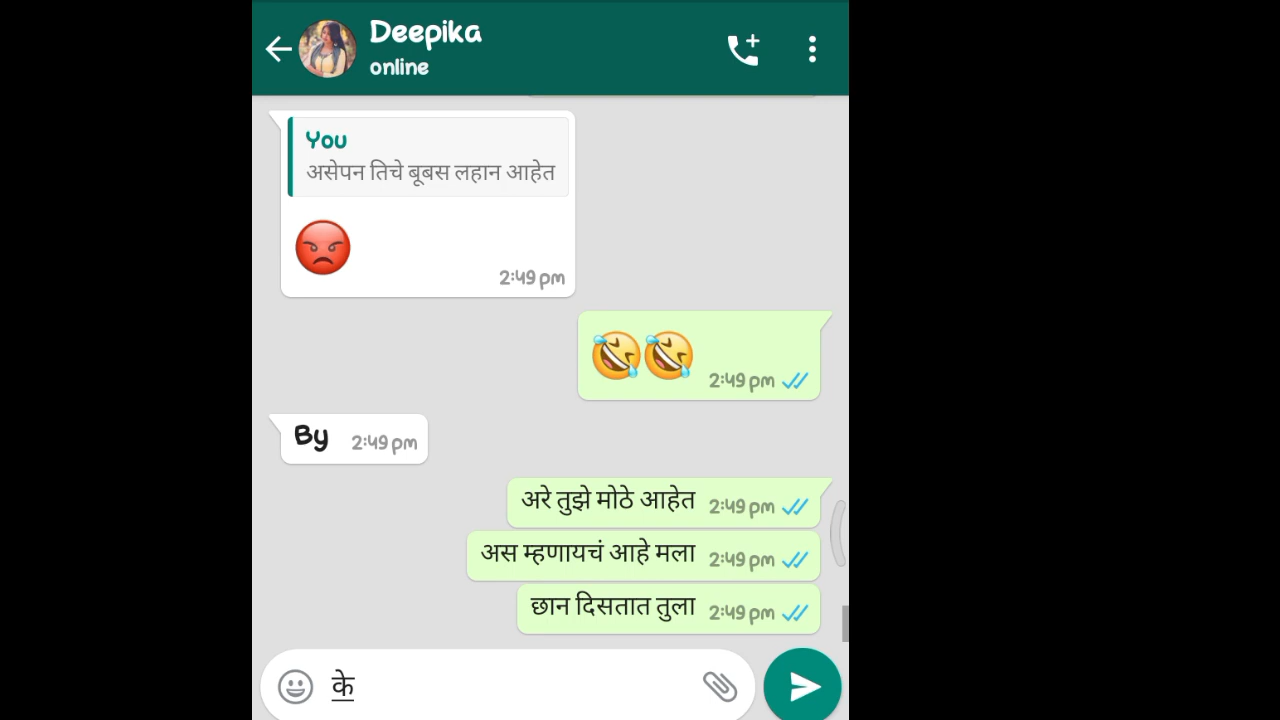 Deepika
online
You
असेपन तिचे बूबस लहान आहेत
😡
2:49 pm
🤣🤣 2:49 pm
By 2:49 pm
अरे तुझे मोठे आहेत 2:49 pm
अस म्हणायचं आहे मला 2:49 pm
छान दिसतात तुला 2:49 pm
के